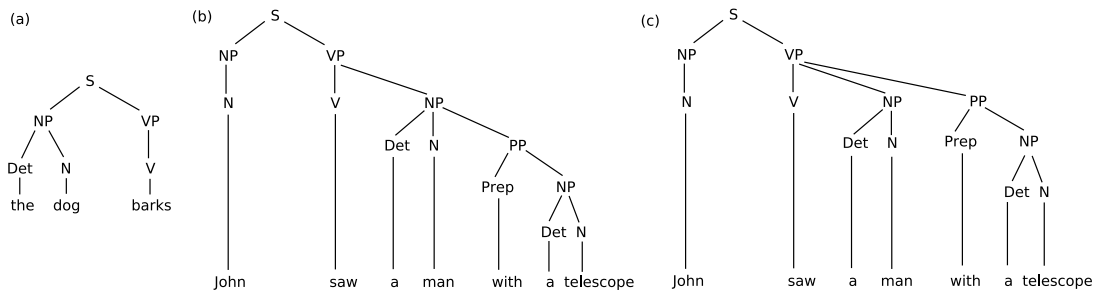 (a)
S
NP VP
Det N V
the dog barks
(b)
S
NP VP
N V NP
Det N PP
Prep NP
Det N
John saw a man with a telescope
(c)
S
NP VP
N V NP PP
Det N Prep NP
Det N
John saw a man with a telescope